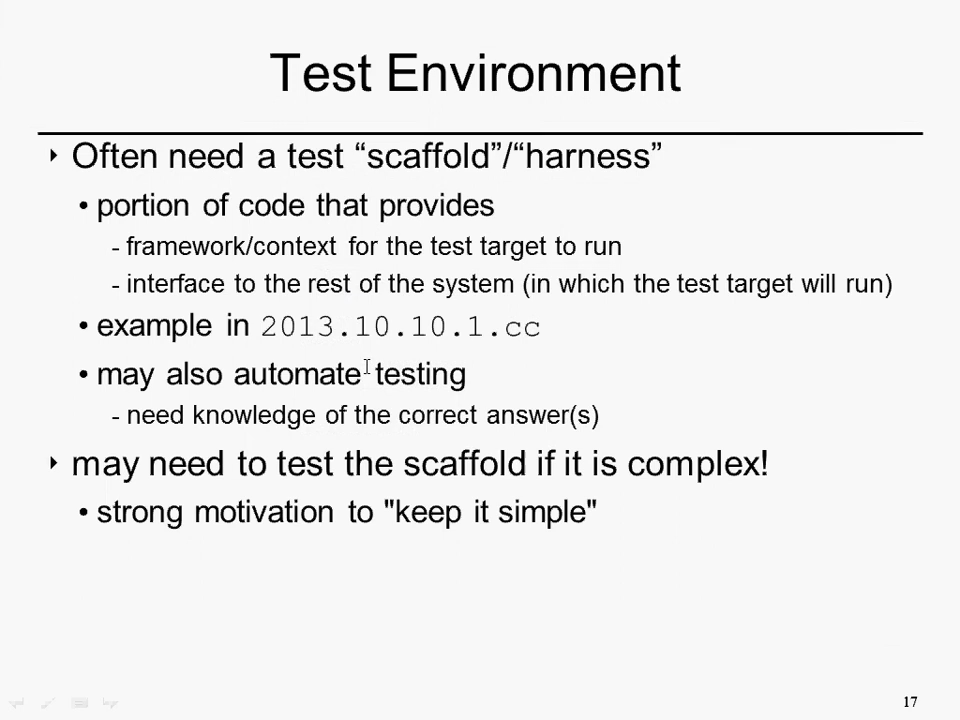 Test Environment
‣ Often need a test “scaffold”/“harness”
• portion of code that provides
- framework/context for the test target to run
- interface to the rest of the system (in which the test target will run)
• example in 2013.10.10.1.cc
• may also automate testing
- need knowledge of the correct answer(s)
‣ may need to test the scaffold if it is complex!
• strong motivation to "keep it simple"
17